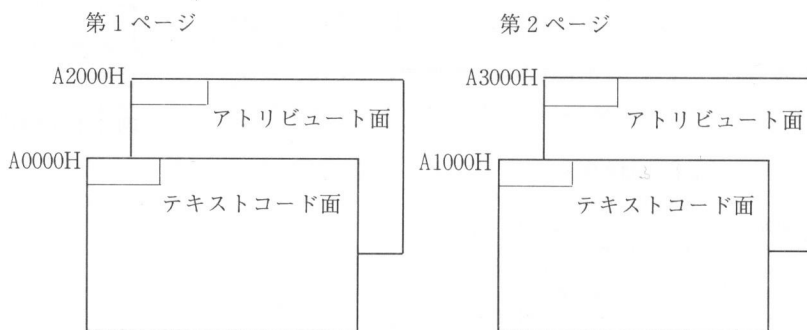 第1ページ
A2000H
アトリビュート面
A0000H
テキストコード面
第2ページ
A3000H
アトリビュート面
A1000H
テキストコード面